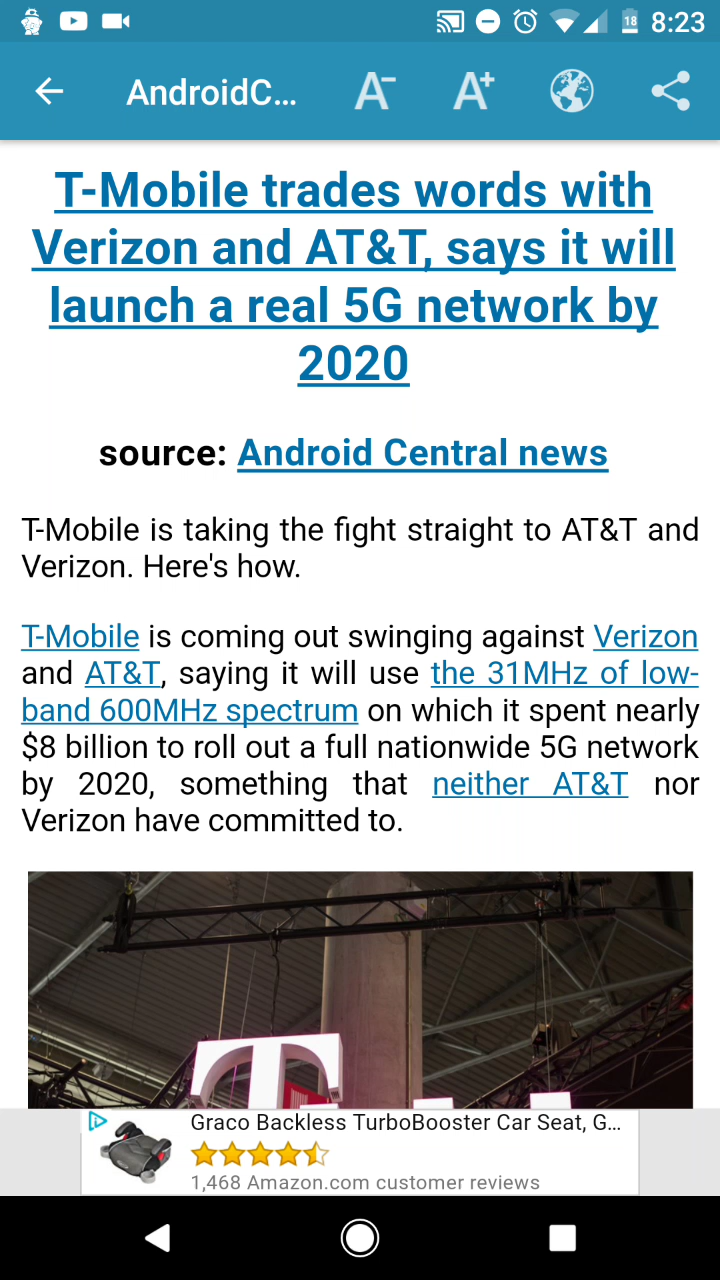 18 8:23
AndroidC...
A- A+
T-Mobile trades words with
Verizon and AT&T, says it will
launch a real 5G network by
2020
source: Android Central news
T-Mobile is taking the fight straight to AT&T and
Verizon. Here's how.
T-Mobile is coming out swinging against Verizon
and AT&T, saying it will use the 31MHz of low-
band 600MHz spectrum on which it spent nearly
$8 billion to roll out a full nationwide 5G network
by 2020, something that neither AT&T nor
Verizon have committed to.
T
Graco Backless TurboBooster Car Seat, G...
1,468 Amazon.com customer reviews